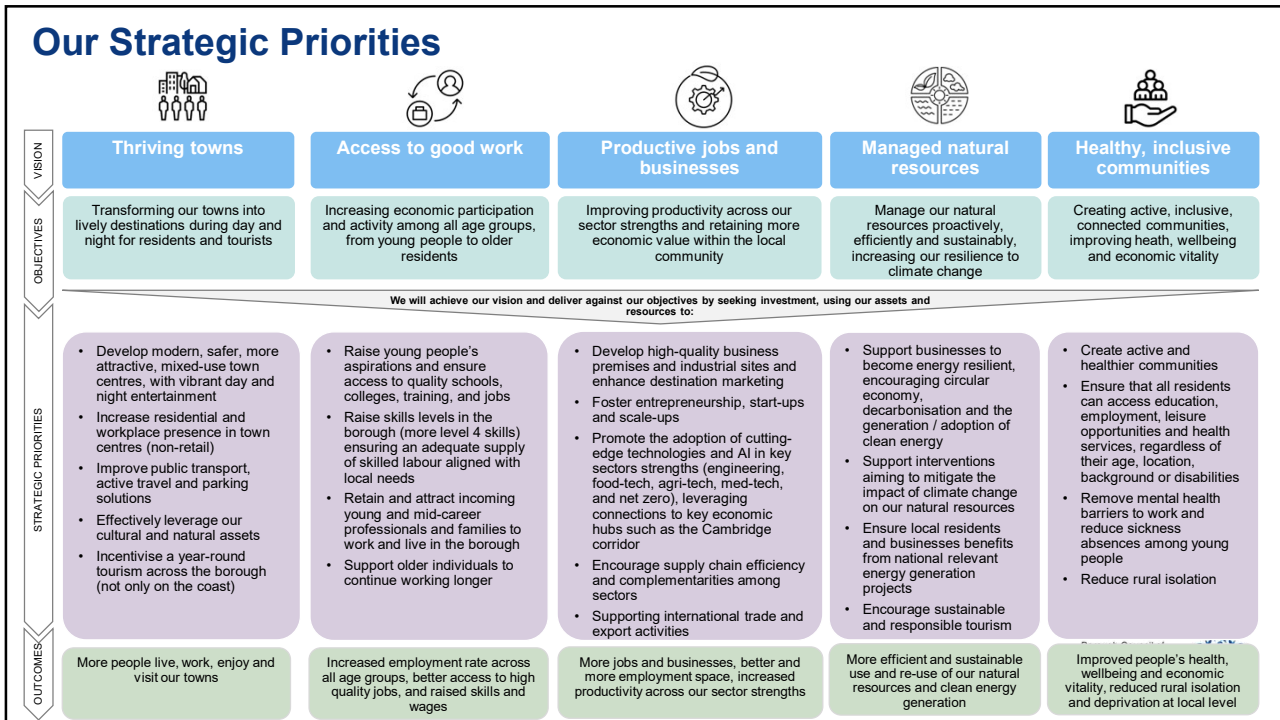 Our Strategic Priorities
VISION
Thriving towns
Access to good work
Productive jobs and
businesses
Managed natural
resources
Healthy, inclusive
communities
OBJECTIVES
Transforming our towns into
lively destinations during day and
night for residents and tourists
Increasing economic participation
and activity among all age groups,
from young people to older
residents
Improving productivity across our
sector strengths and retaining more
economic value within the local
community
Manage our natural
resources proactively,
efficiently and sustainably,
increasing our resilience to
climate change
Creating active, inclusive,
connected communities,
improving heath, wellbeing
and economic vitality
We will achieve our vision and deliver against our objectives by seeking investment, using our assets and
resources to:
STRATEGIC PRIORITIES
• Develop modern, safer, more
attractive, mixed-use town
centres, with vibrant day and
night entertainment
• Increase residential and
workplace presence in town
centres (non-retail)
• Improve public transport,
active travel and parking
solutions
• Effectively leverage our
cultural and natural assets
• Incentivise a year-round
tourism across the borough
(not only on the coast)
• Raise young people's
aspirations and ensure
access to quality schools,
colleges, training, and jobs
• Raise skills levels in the
borough (more level 4 skills)
ensuring an adequate supply
of skilled labour aligned with
local needs
• Retain and attract incoming
young and mid-career
professionals and families to
work and live in the borough
• Support older individuals to
continue working longer
• Develop high-quality business
premises and industrial sites and
enhance destination marketing
• Foster entrepreneurship, start-ups
and scale-ups
• Promote the adoption of cutting-
edge technologies and AI in key
sectors strengths (engineering,
food-tech, agri-tech, med-tech,
and net zero), leveraging
connections to key economic
hubs such as the Cambridge
corridor
• Encourage supply chain efficiency
and complementarities among
sectors
• Supporting international trade and
export activities
• Support businesses to
become energy resilient,
encouraging circular
economy,
decarbonisation and the
generation / adoption of
clean energy
• Support interventions
aiming to mitigate the
impact of climate change
on our natural resources
• Ensure local residents
and businesses benefits
from national relevant
energy generation
projects
• Encourage sustainable
and responsible tourism
• Create active and
healthier communities
• Ensure that all residents
can access education,
employment, leisure
opportunities and health
services, regardless of
their age, location,
background or disabilities
• Remove mental health
barriers to work and
reduce sickness
absences among young
people
• Reduce rural isolation
OUTCOMES
More people live, work, enjoy and
visit our towns
Increased employment rate across
all age groups, better access to high
quality jobs, and raised skills and
wages
More jobs and businesses, better and
more employment space, increased
productivity across our sector strengths
More efficient and sustainable
use and re-use of our natural
resources and clean energy
generation
Improved people's health,
wellbeing and economic
vitality, reduced rural isolation
and deprivation at local level